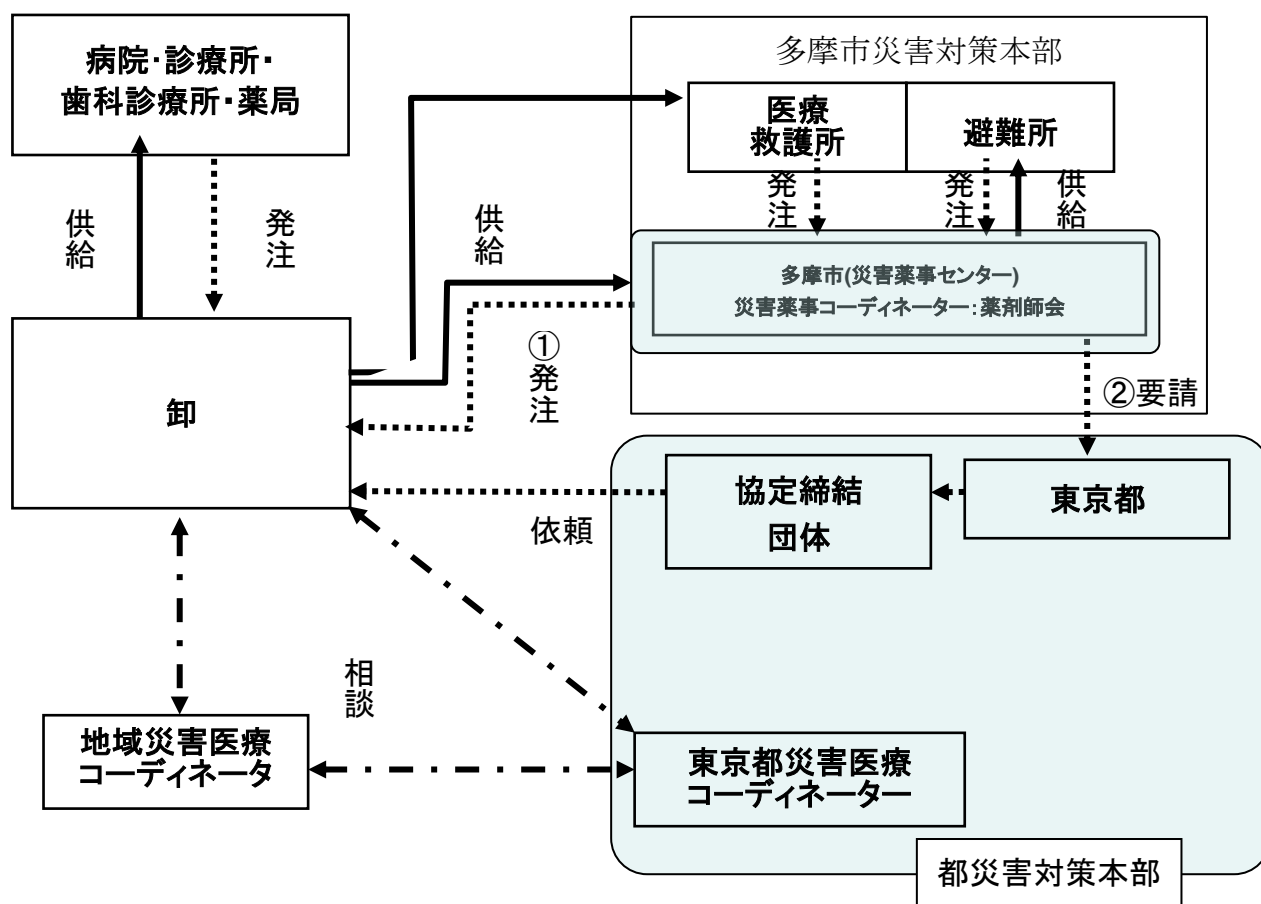 病院・診療所・
歯科診療所・薬局
多摩市災害対策本部
医療
救護所
避難所
供給
発注
供給
発注
発注
供給
多摩市(災害薬事センター)
災害薬事コーディネーター：薬剤師会
①発注
②要請
卸
協定締結
団体
東京都
依頼
相談
地域災害医療
コーディネータ
東京都災害医療
コーディネーター
都災害対策本部